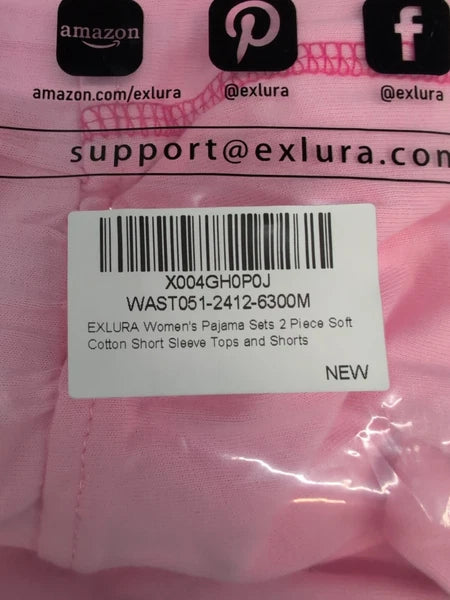 amazon
amazon.com/exlura @exlura @exlura
support@exlura.com
X004GH0P0J
WAST051-2412-6300M
EXLURA Women's Pajama Sets 2 Piece Soft
Cotton Short Sleeve Tops and Shorts
NEW